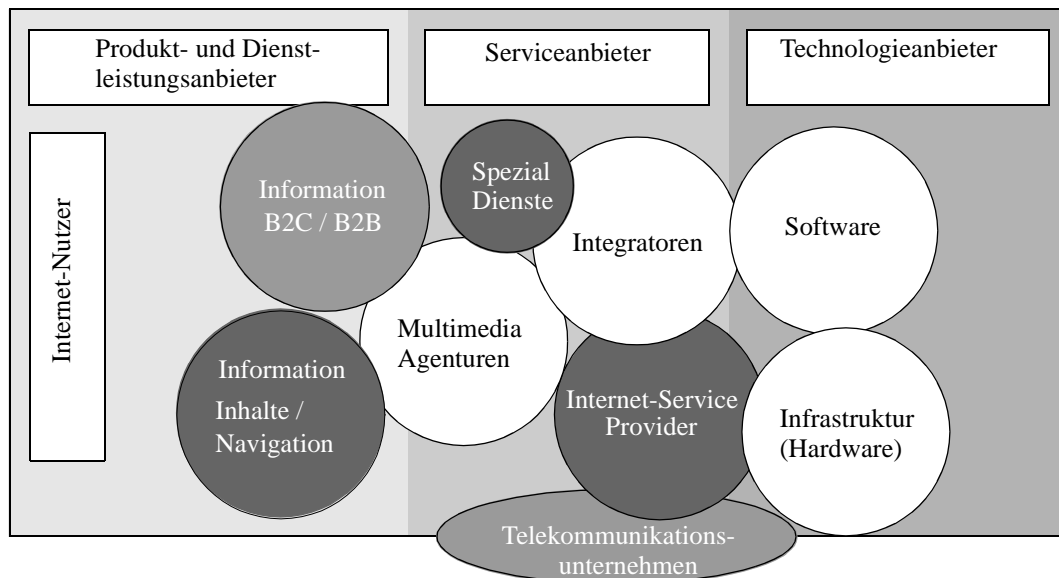 Produkt- und Dienst-
leistungsanbieter
Serviceanbieter
Technologieanbieter
Internet-Nutzer
Information
B2C / B2B
Spezial
Dienste
Integratoren
Software
Multimedia
Agenturen
Information
Inhalte /
Navigation
Internet-Service
Provider
Infrastruktur
(Hardware)
Telekommunikations-
unternehmen